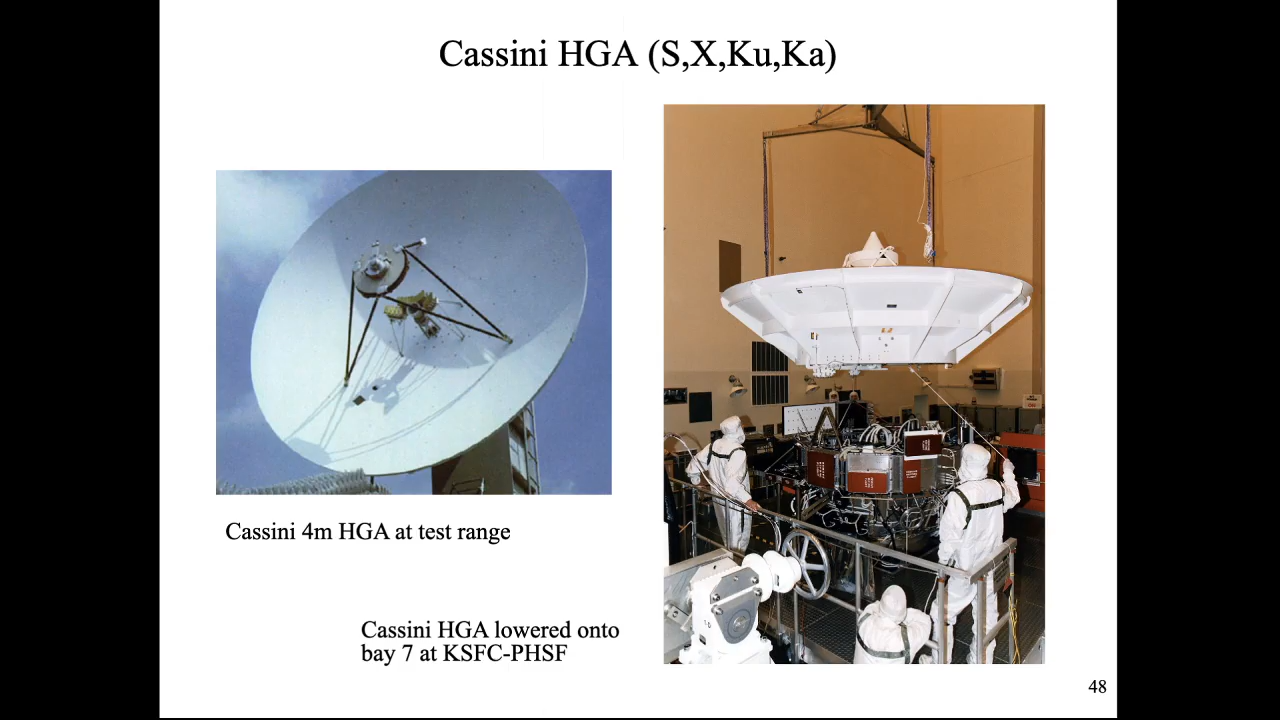 Cassini HGA (S,X,Ku,Ka)
Cassini 4m HGA at test range
Cassini HGA lowered onto
bay 7 at KSFC-PHSF
48